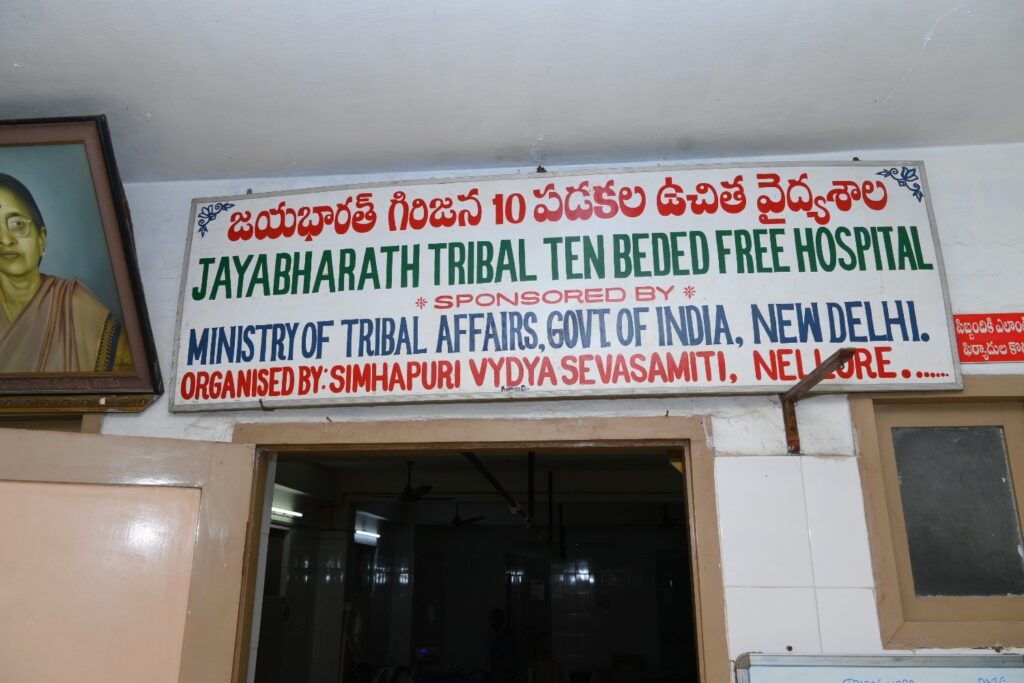 జయభారత్ గిరిజన 10 పడకల ఉచిత వైద్యశాల
JAYABHARATH TRIBAL TEN BEDED FREE HOSPITAL
SPONSORED BY
MINISTRY OF TRIBAL AFFAIRS, GOVT OF INDIA, NEW DELHI.
ORGANISED BY: SIMHAPURI VYDYA SEVASAMITI, NELLORE.......
సిబ్బందికి ఎలాంటి